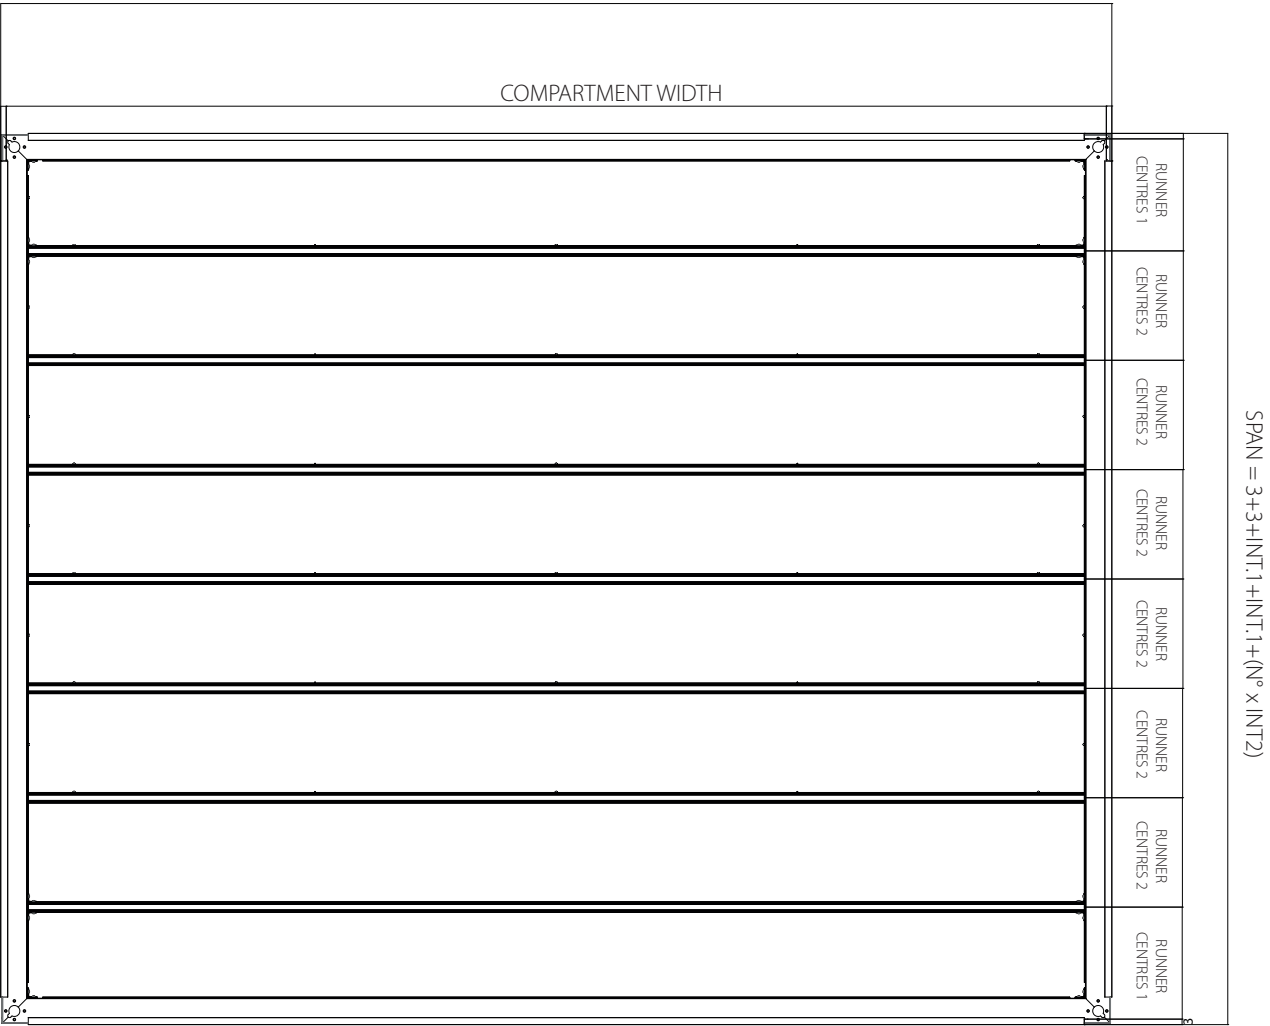 COMPARTMENT WIDTH
RUNNER
CENTRES 1
RUNNER
CENTRES 2
RUNNER
CENTRES 2
RUNNER
CENTRES 2
RUNNER
CENTRES 2
RUNNER
CENTRES 2
RUNNER
CENTRES 2
RUNNER
CENTRES 1
3
SPAN = 3+3+INT.1+INT.1+(N° x INT2)